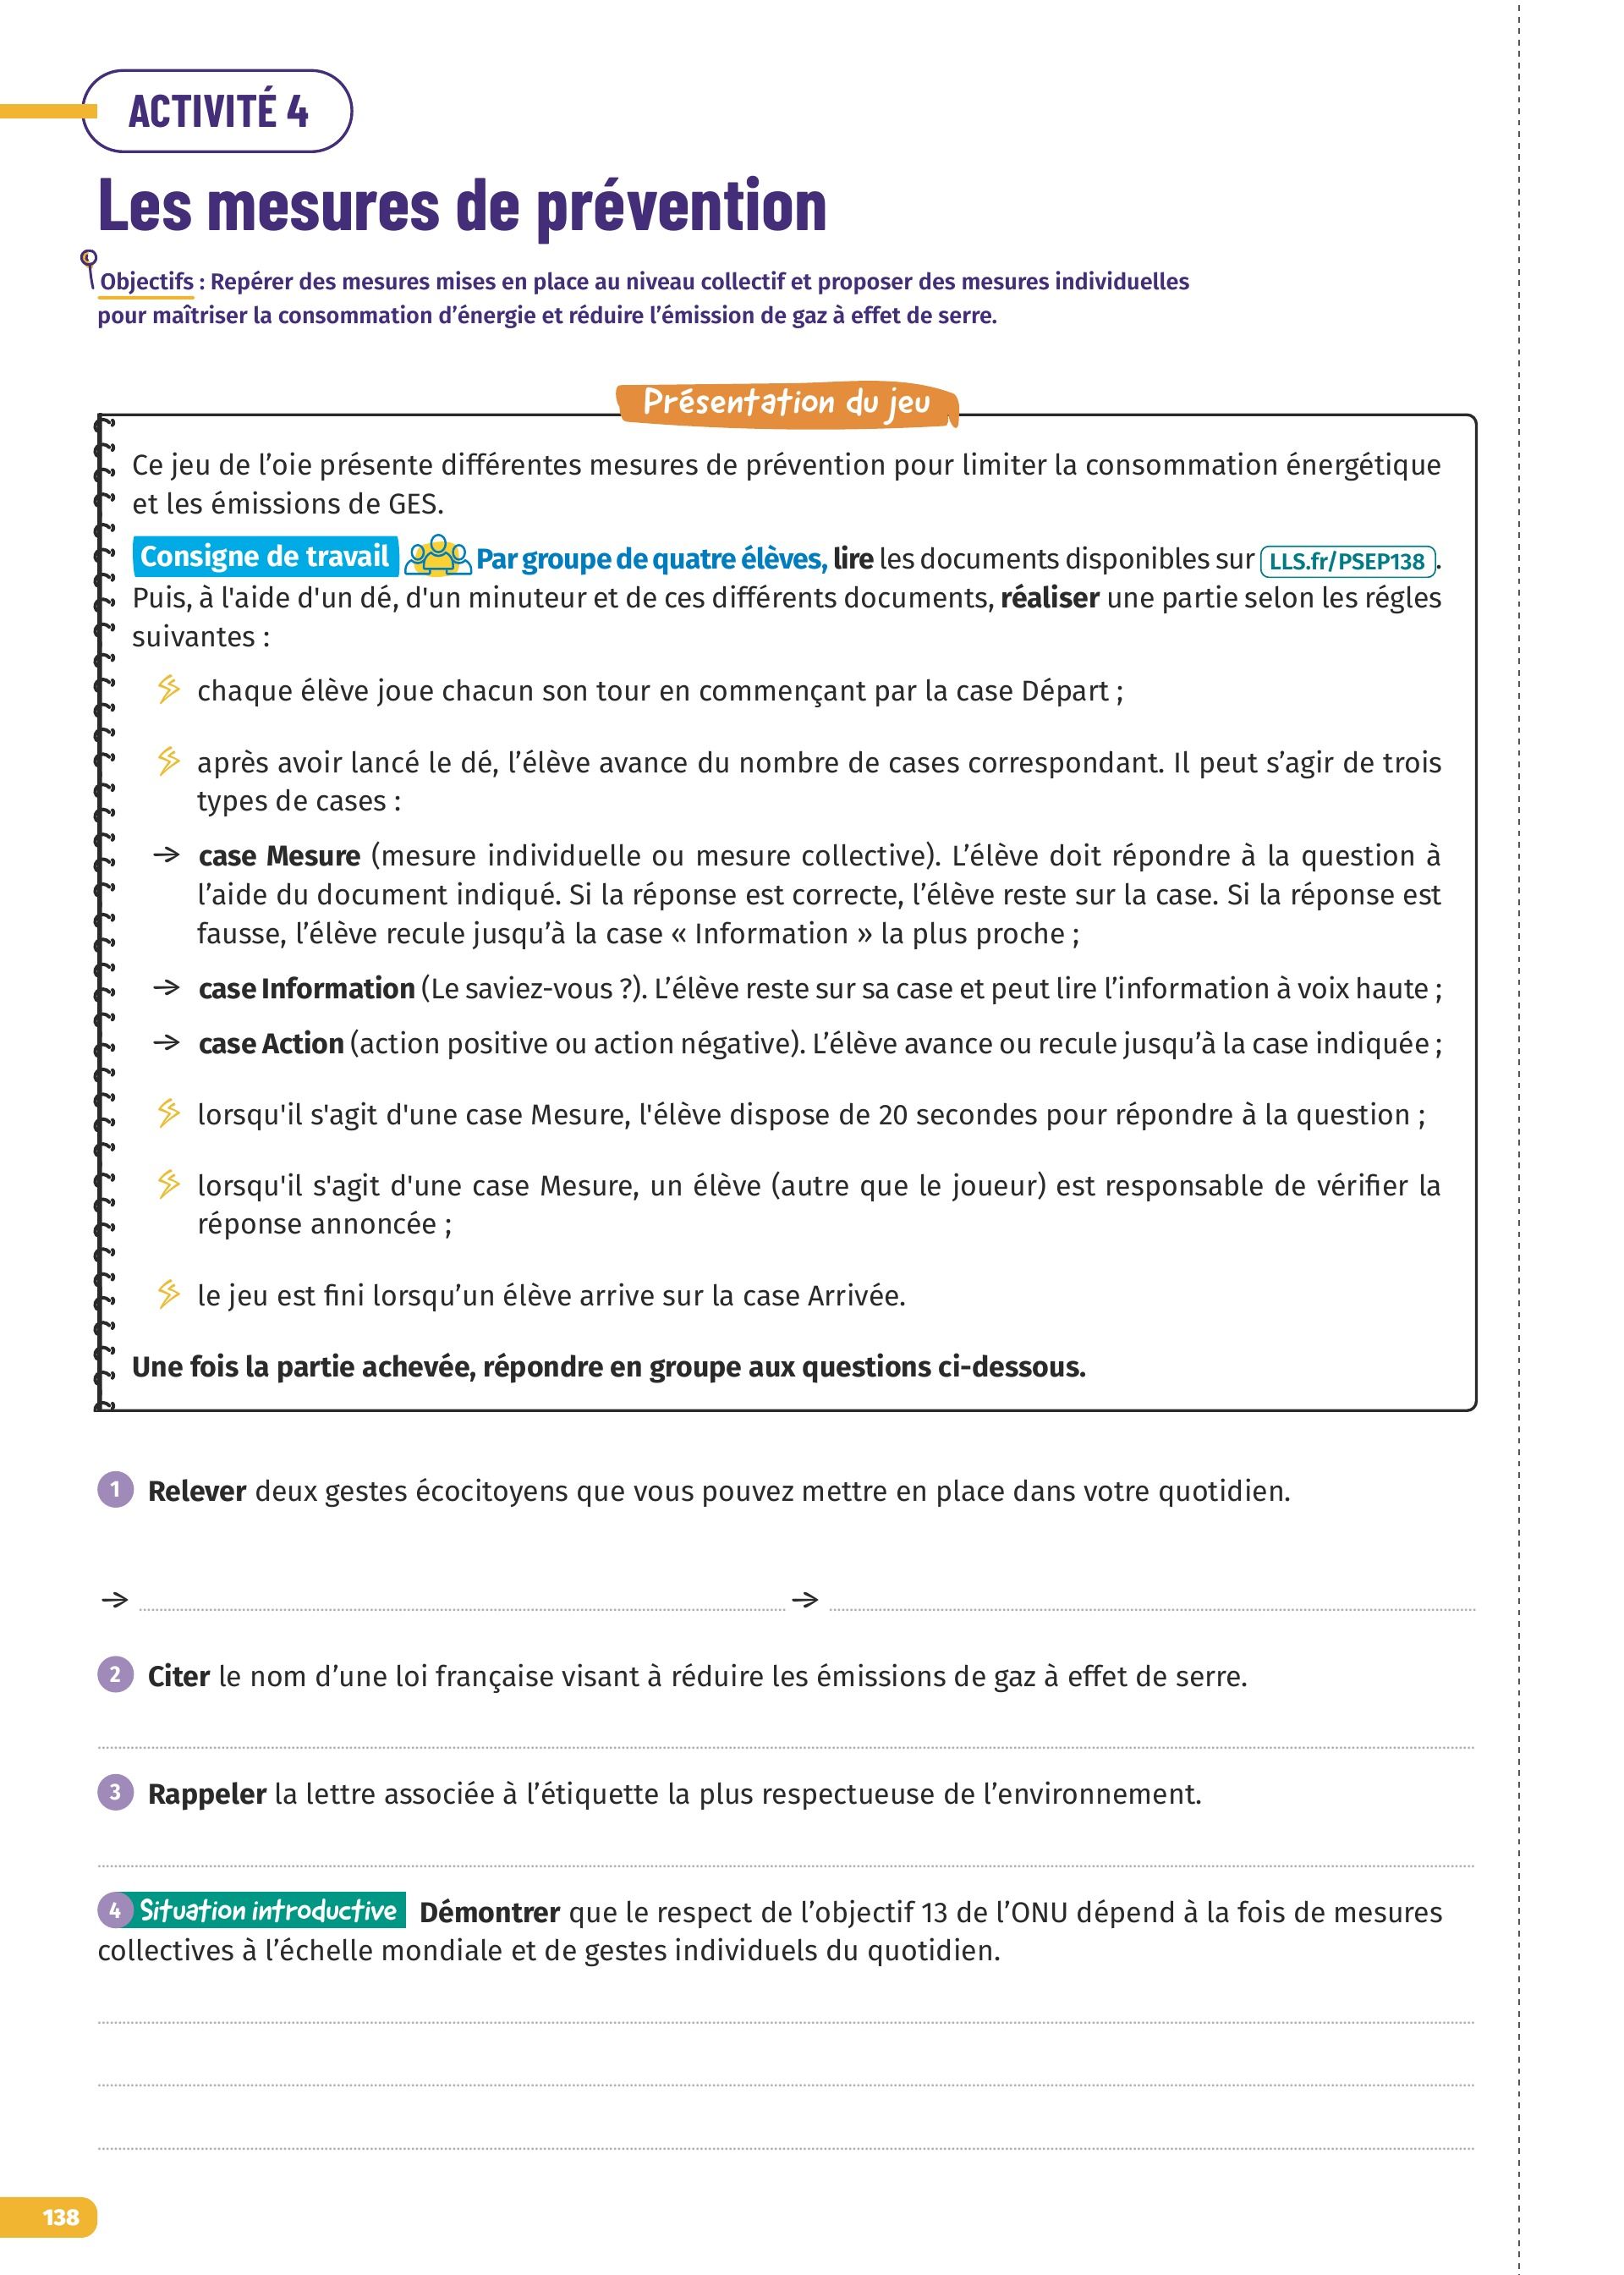 ACTIVITÉ 4
Les mesures de prévention
Objectifs : Repérer des mesures mises en place au niveau collectif et proposer des mesures individuelles
pour maîtriser la consommation d’énergie et réduire l’émission de gaz à effet de serre.
Présentation du jeu
Ce jeu de l’oie présente différentes mesures de prévention pour limiter la consommation énergétique
et les émissions de GES.
Consigne de travail Par groupe de quatre élèves, lire les documents disponibles sur LLS.fr/PSEP138.
Puis, à l'aide d'un dé, d'un minuteur et de ces différents documents, réaliser une partie selon les régles
suivantes :
chaque élève joue chacun son tour en commençant par la case Départ ;
après avoir lancé le dé, l’élève avance du nombre de cases correspondant. Il peut s’agir de trois
types de cases :
→ case Mesure (mesure individuelle ou mesure collective). L’élève doit répondre à la question à
l’aide du document indiqué. Si la réponse est correcte, l’élève reste sur la case. Si la réponse est
fausse, l’élève recule jusqu’à la case « Information » la plus proche ;
→ case Information (Le saviez-vous ?). L’élève reste sur sa case et peut lire l’information à voix haute ;
→ case Action (action positive ou action négative). L’élève avance ou recule jusqu’à la case indiquée ;
lorsqu'il s'agit d'une case Mesure, l'élève dispose de 20 secondes pour répondre à la question ;
lorsqu'il s'agit d'une case Mesure, un élève (autre que le joueur) est responsable de vérifier la
réponse annoncée ;
le jeu est fini lorsqu’un élève arrive sur la case Arrivée.
Une fois la partie achevée, répondre en groupe aux questions ci-dessous.
1 Relever deux gestes écocitoyens que vous pouvez mettre en place dans votre quotidien.
→ →
2 Citer le nom d’une loi française visant à réduire les émissions de gaz à effet de serre.
3 Rappeler la lettre associée à l’étiquette la plus respectueuse de l’environnement.
4 Situation introductive Démontrer que le respect de l’objectif 13 de l’ONU dépend à la fois de mesures
collectives à l’échelle mondiale et de gestes individuels du quotidien.
138